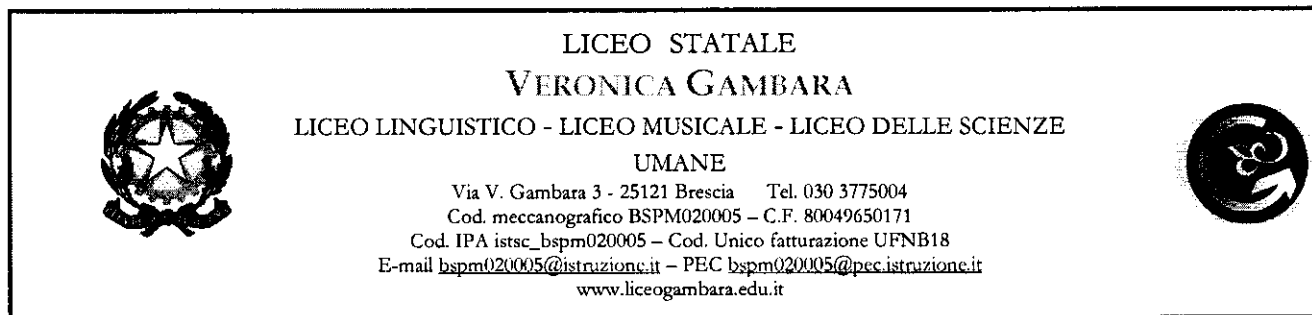 LICEO STATALE
VERONICA GAMBARA
LICEO LINGUISTICO - LICEO MUSICALE - LICEO DELLE SCIENZE
UMANE
Via V. Gambara 3 - 25121 Brescia Tel. 030 3775004
Cod. meccanografico BSPM020005 – C.F. 80049650171
Cod. IPA istsc_bspm020005 – Cod. Unico fatturazione UFNB18
E-mail bspm020005@istruzione.it – PEC bspm020005@pec.istruzione.it
www.liceogambara.edu.it